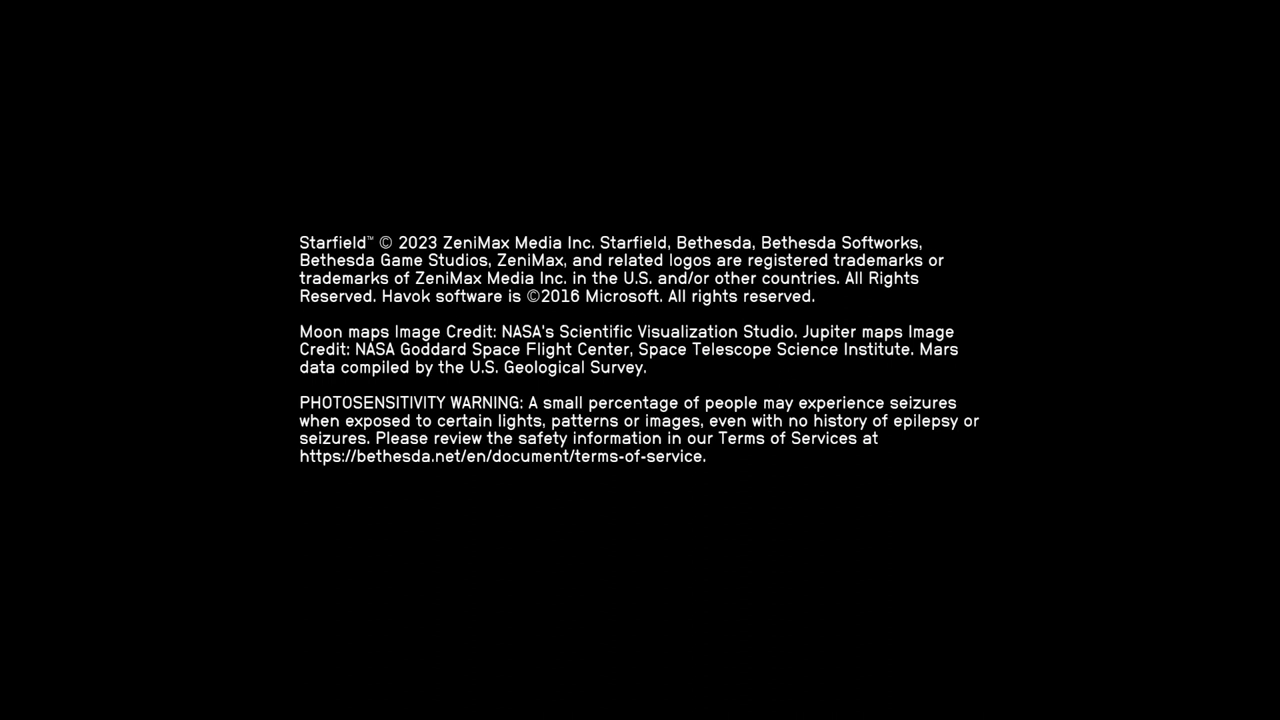 Starfield™ © 2023 ZeniMax Media Inc. Starfield, Bethesda, Bethesda Softworks,
Bethesda Game Studios, ZeniMax, and related logos are registered trademarks or
trademarks of ZeniMax Media Inc. in the U.S. and/or other countries. All Rights
Reserved. Havok software is ©2016 Microsoft. All rights reserved.
Moon maps Image Credit: NASA's Scientific Visualization Studio. Jupiter maps Image
Credit: NASA Goddard Space Flight Center, Space Telescope Science Institute. Mars
data compiled by the U.S. Geological Survey.
PHOTOSENSITIVITY WARNING: A small percentage of people may experience seizures
when exposed to certain lights, patterns or images, even with no history of epilepsy or
seizures. Please review the safety information in our Terms of Services at
https://bethesda.net/en/document/terms-of-service.